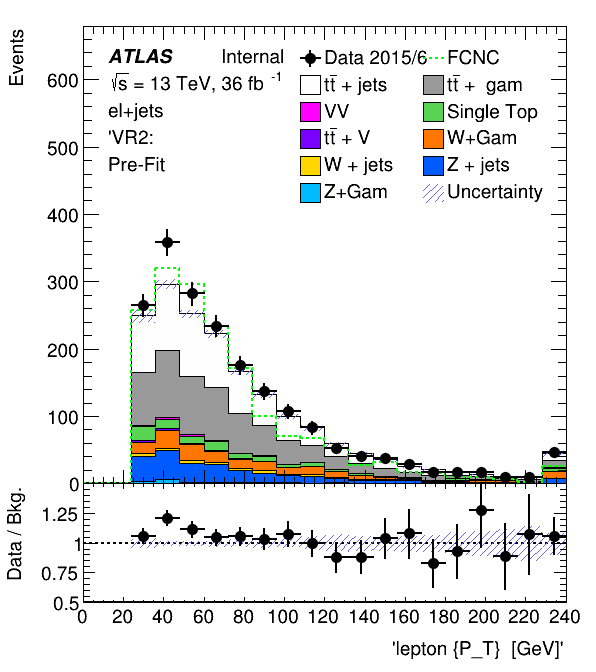 Events
ATLAS Internal
√s = 13 TeV, 36 fb -1
el+jets
'VR2:
Pre-Fit
Data 2015/6 FCNC
tt̄ + jets tt̄ + gam
VV Single Top
tt̄ + V W+Gam
W + jets Z + jets
Z+Gam Uncertainty
600
500
400
300
200
100
0
Data / Bkg.
1.25
1
0.75
0.5
0 20 40 60 80 100 120 140 160 180 200 220 240
'lepton {P_T} [GeV]'